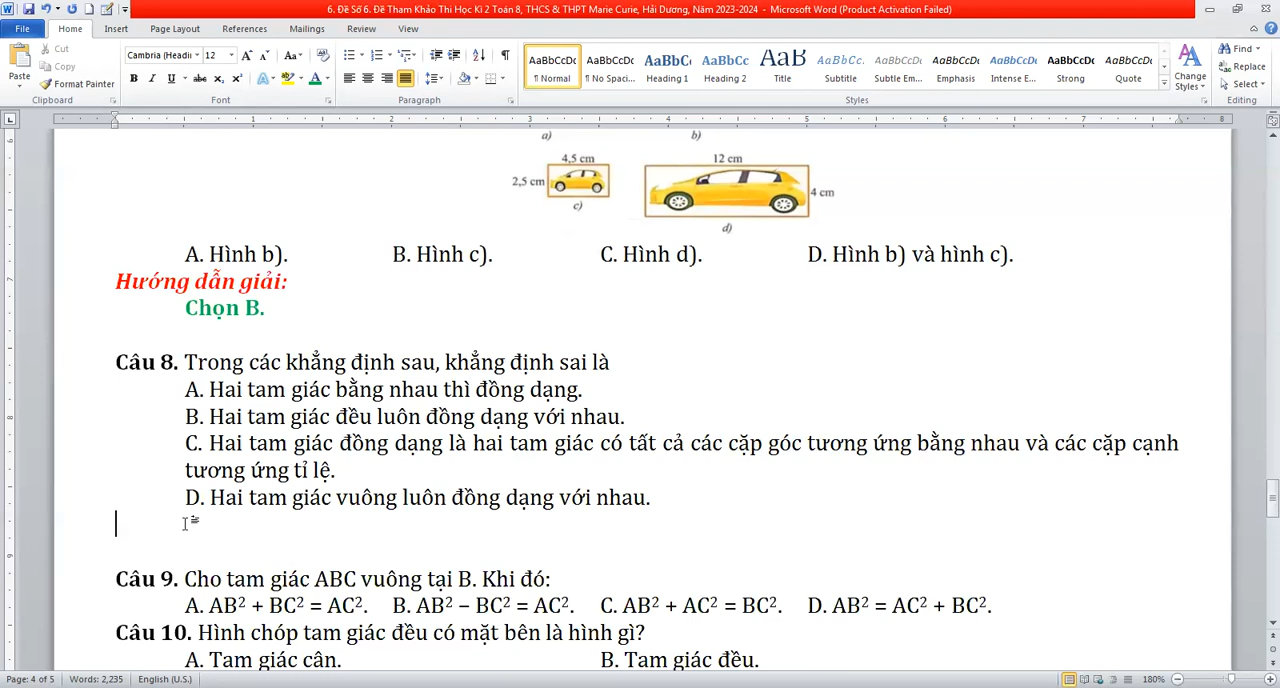 6. Đề Số 6. Đề Tham Khảo Thi Học Kì 2 Toán 8, THCS & THPT Marie Curie, Hải Dương, Năm 2023-2024 - Microsoft Word (Product Activation Failed)
File Home Insert Page Layout References Mailings Review View
Cut
Copy
Format Painter
Paste
Clipboard
Cambria (Headi 12
Font
Paragraph
AaBbCcDc AaBbCcDc AaBbCc AaBbCc AaB AaBbCc. AaBbCcDc AaBbCcDc AaBbCcDc AaBbCcDc AaBbCcDc
¶ Normal ¶ No Spaci... Heading 1 Heading 2 Title Subtitle Subtle Em... Emphasis Intense E... Strong Quote
Change Styles
Styles
Find
Replace
Select
Editing
1 2 3 4 5 6 7 8
a) b)
4,5 cm 12 cm
2,5 cm 4 cm
c) d)
A. Hình b). B. Hình c). C. Hình d). D. Hình b) và hình c).
Hướng dẫn giải:
Chọn B.
Câu 8. Trong các khẳng định sau, khẳng định sai là
A. Hai tam giác bằng nhau thì đồng dạng.
B. Hai tam giác đều luôn đồng dạng với nhau.
C. Hai tam giác đồng dạng là hai tam giác có tất cả các cặp góc tương ứng bằng nhau và các cặp cạnh
tương ứng tỉ lệ.
D. Hai tam giác vuông luôn đồng dạng với nhau.
Câu 9. Cho tam giác ABC vuông tại B. Khi đó:
A. AB² + BC² = AC². B. AB² − BC² = AC². C. AB² + AC² = BC². D. AB² = AC² + BC².
Câu 10. Hình chóp tam giác đều có mặt bên là hình gì?
A. Tam giác cân. B. Tam giác đều.
Page: 4 of 5 Words: 2,235 English (U.S.) 180%